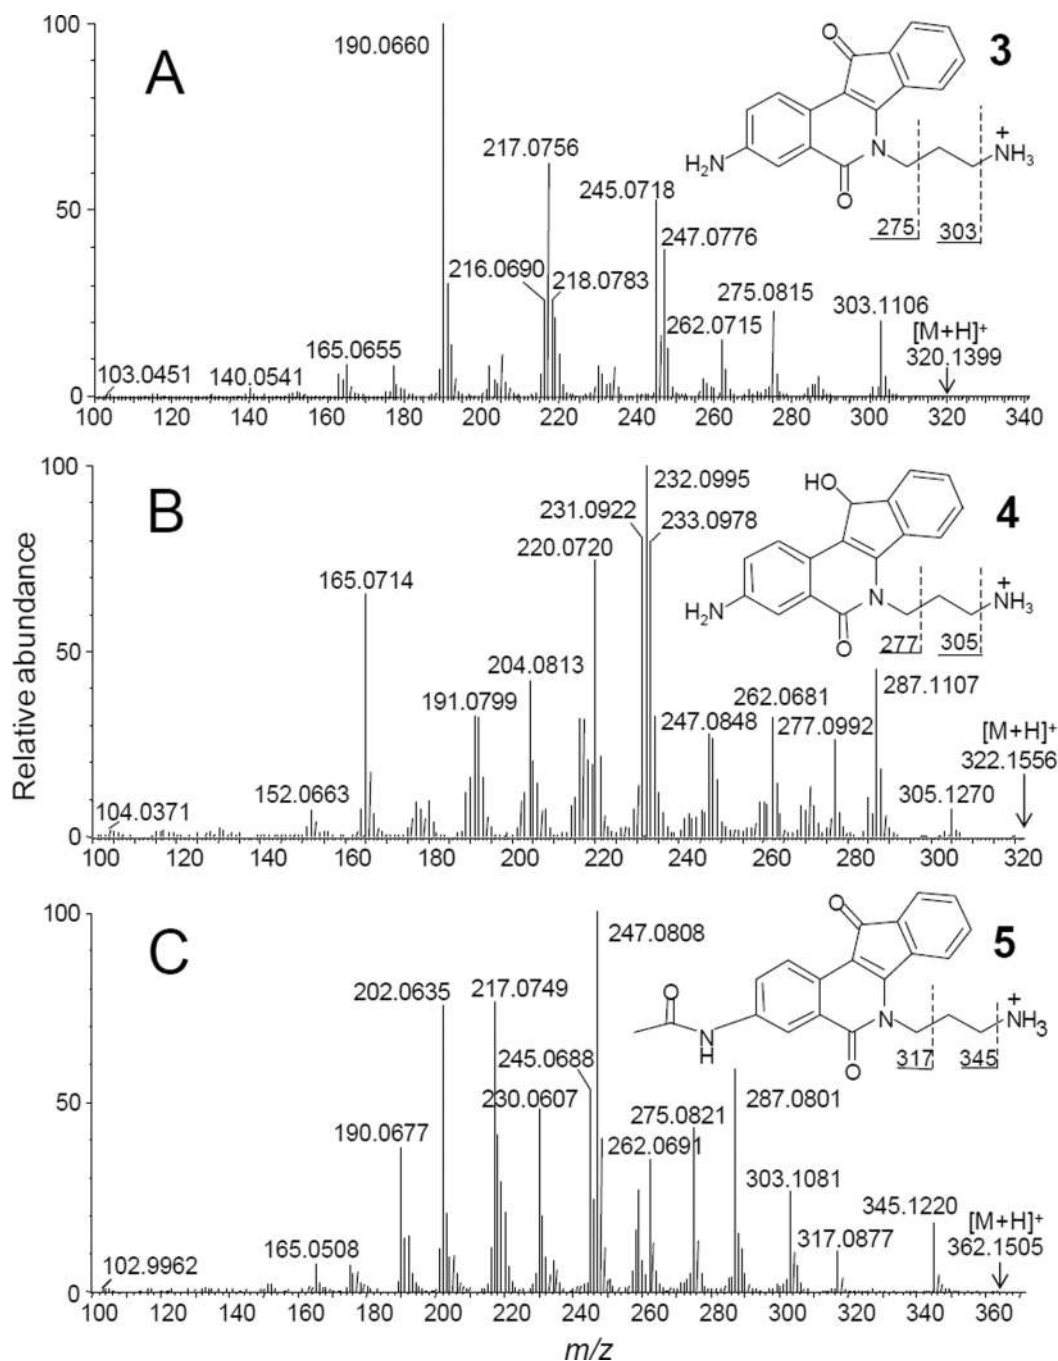 Relative abundance
A
3
100
50
0
190.0660
217.0756
245.0718
247.0776
216.0690
218.0783
275.0815
303.1106
262.0715
165.0655
103.0451
140.0541
[M+H]+
320.1399
O
H2N
N
O
+
NH3
275
303
100 120 140 160 180 200 220 240 260 280 300 320 340
B
4
100
50
0
232.0995
231.0922
233.0978
220.0720
165.0714
204.0813
191.0799
262.0681
287.1107
247.0848
277.0992
152.0663
104.0371
305.1270
[M+H]+
322.1556
HO
H2N
N
O
+
NH3
277
305
100 120 140 160 180 200 220 240 260 280 300 320
C
5
100
50
0
247.0808
202.0635
217.0749
245.0688
230.0607
287.0801
275.0821
190.0677
262.0691
303.1081
345.1220
317.0877
165.0508
102.9962
[M+H]+
362.1505
O
O
N
H
N
O
+
NH3
317
345
100 120 140 160 180 200 220 240 260 280 300 320 340 360
m/z